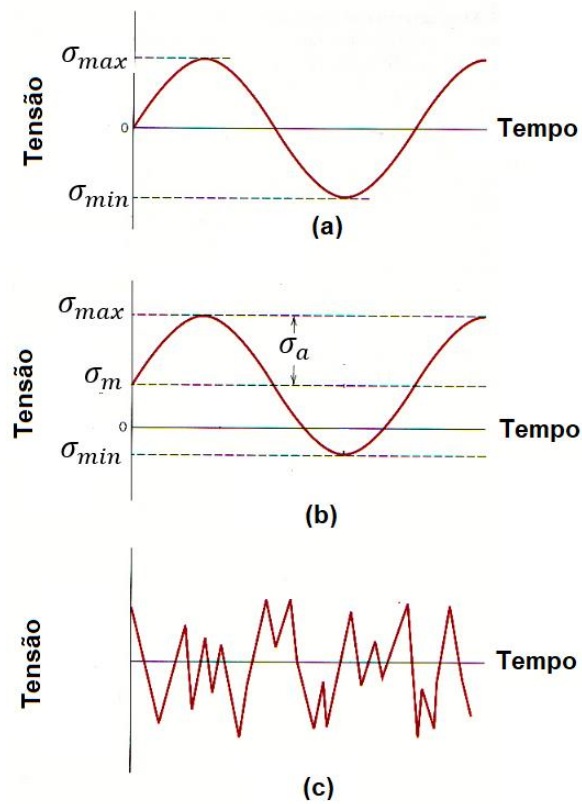 σmax
Tensão
0
Tempo
σmin
(a)
σmax
σa
σm
Tensão
0
Tempo
σmin
(b)
Tensão
Tempo
(c)